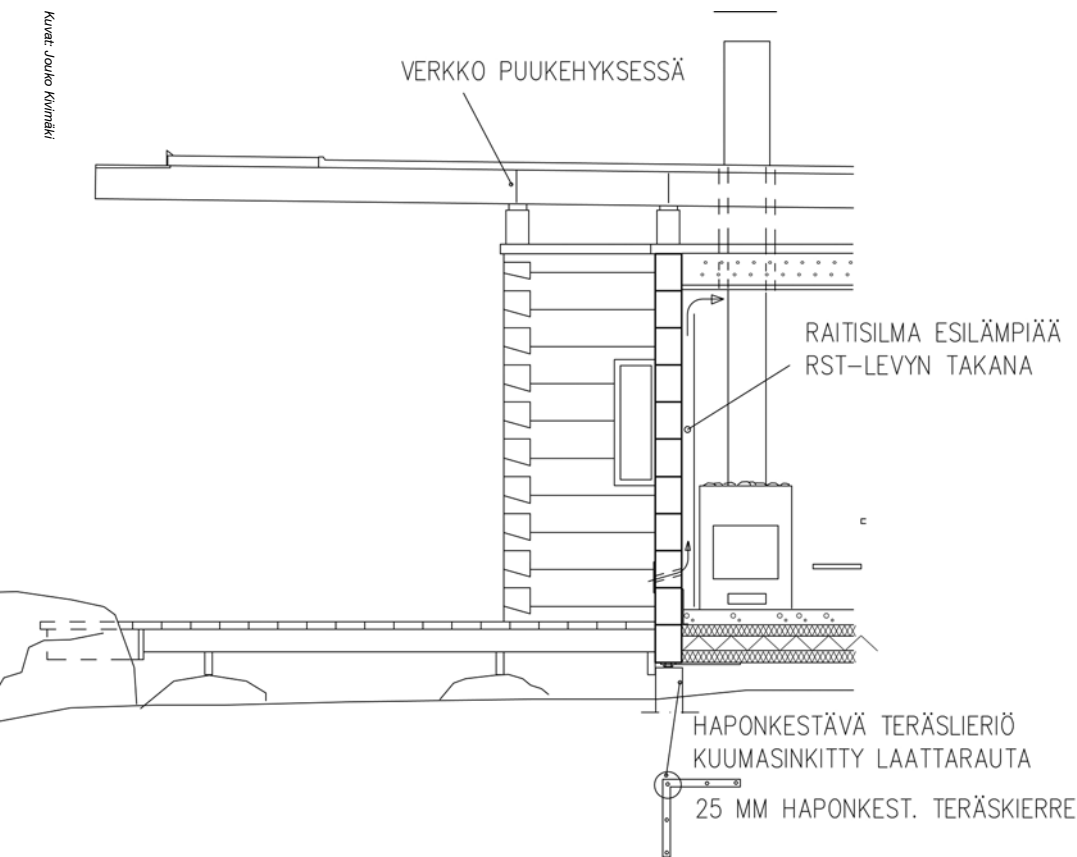 Kuvat: Jouko Kivimäki
VERKKO PUUKEHYKSESSÄ
RAITISILMA ESILÄMPIÄÄ
RST-LEVYN TAKANA
HAPONKESTÄVÄ TERÄSLIERIÖ
KUUMASINKITTY LAATTARAUTA
25 MM HAPONKEST. TERÄSKIERRE